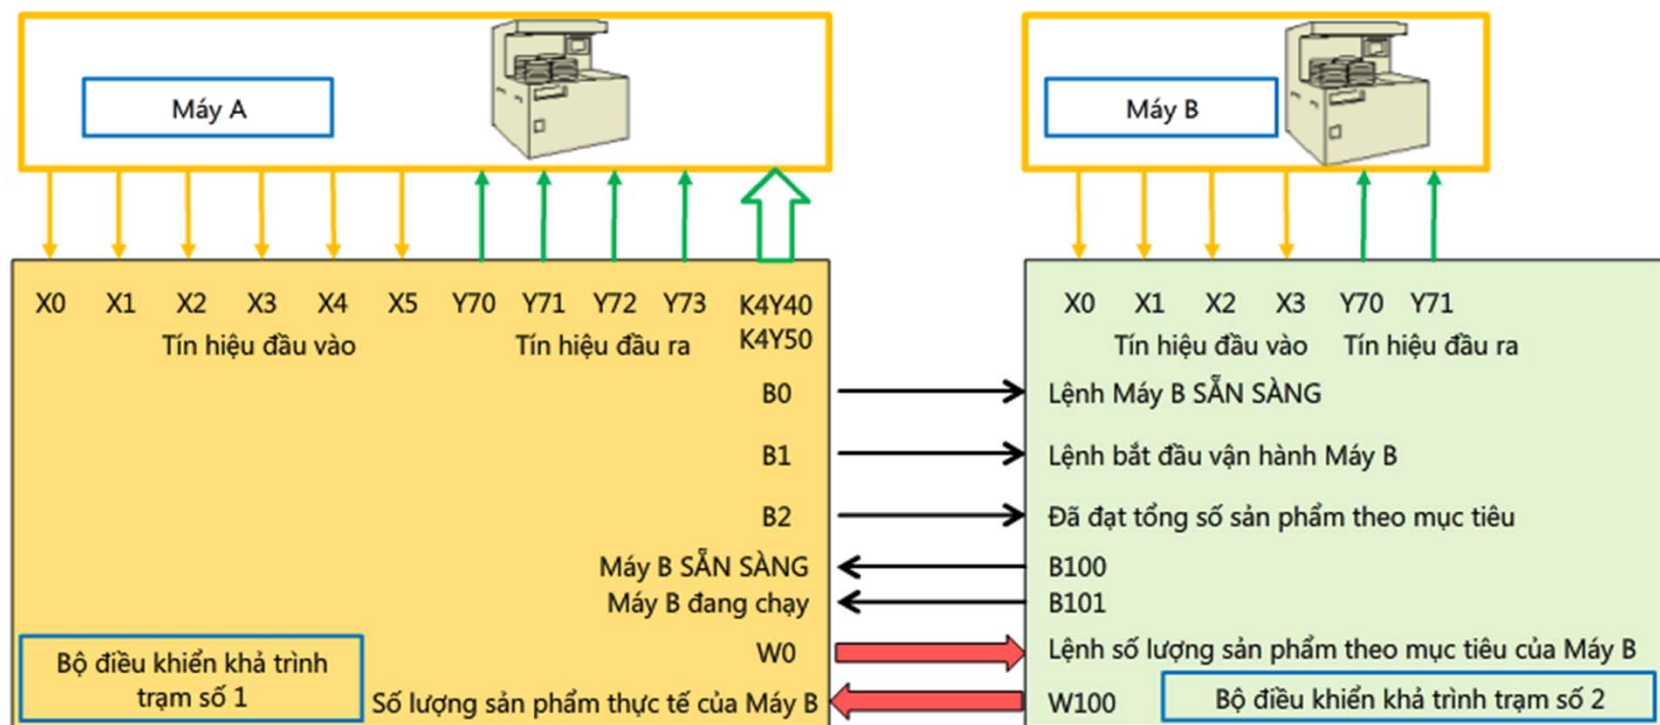 Máy A
Máy B
X0 X1 X2 X3 X4 X5 Y70 Y71 Y72 Y73 K4Y40
K4Y50
Tín hiệu đầu vào Tín hiệu đầu ra
X0 X1 X2 X3 Y70 Y71
Tín hiệu đầu vào Tín hiệu đầu ra
B0 Lệnh Máy B SẴN SÀNG
B1 Lệnh bắt đầu vận hành Máy B
B2 Đã đạt tổng số sản phẩm theo mục tiêu
Máy B SẴN SÀNG B100
Máy B đang chạy B101
W0 Lệnh số lượng sản phẩm theo mục tiêu của Máy B
Số lượng sản phẩm thực tế của Máy B W100
Bộ điều khiển khả trình
trạm số 1
Bộ điều khiển khả trình trạm số 2